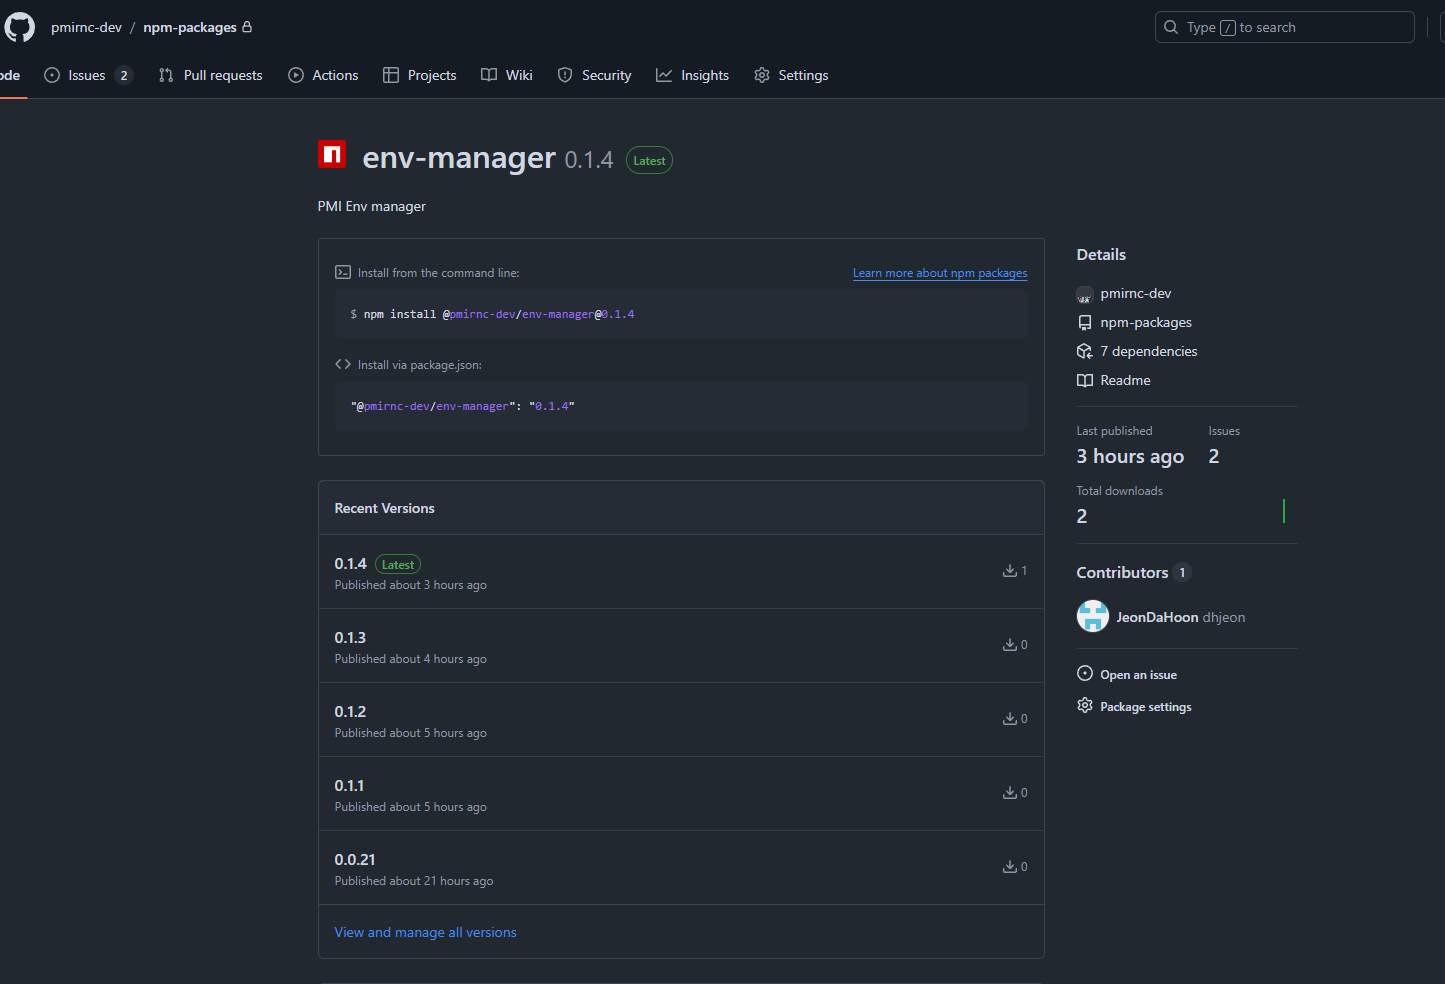 pmirnc-dev / npm-packages
Type / to search
ode
Issues 2
Pull requests
Actions
Projects
Wiki
Security
Insights
Settings
env-manager 0.1.4 Latest
PMI Env manager
Install from the command line:
Learn more about npm packages
$ npm install @pmirnc-dev/env-manager@0.1.4
Install via package.json:
"@pmirnc-dev/env-manager": "0.1.4"
Recent Versions
0.1.4 Latest
Published about 3 hours ago
1
0.1.3
Published about 4 hours ago
0
0.1.2
Published about 5 hours ago
0
0.1.1
Published about 5 hours ago
0
0.0.21
Published about 21 hours ago
0
View and manage all versions
Details
pmirnc-dev
npm-packages
7 dependencies
Readme
Last published
3 hours ago
Issues
2
Total downloads
2
Contributors 1
JeonDaHoon dhjeon
Open an issue
Package settings